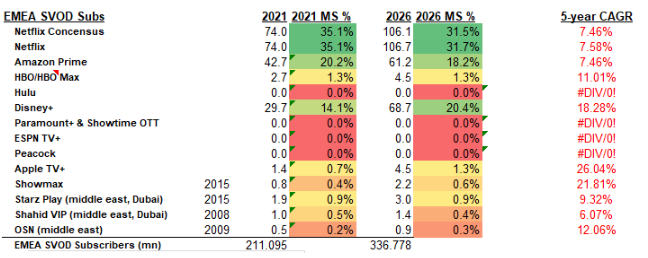 EMEA SVOD Subs 2021 2021 MS % 2026 2026 MS % 5-year CAGR
Netflix Concensus 74.0 35.1% 106.1 31.5% 7.46%
Netflix 74.0 35.1% 106.7 31.7% 7.58%
Amazon Prime 42.7 20.2% 61.2 18.2% 7.46%
HBO/HBO Max 2.7 1.3% 4.5 1.3% 11.01%
Hulu 0.0 0.0% 0.0 0.0% #DIV/0!
Disney+ 29.7 14.1% 68.7 20.4% 18.28%
Paramount+ & Showtime OTT 0.0 0.0% 0.0 0.0% #DIV/0!
ESPN TV+ 0.0 0.0% 0.0 0.0% #DIV/0!
Peacock 0.0 0.0% 0.0 0.0% #DIV/0!
Apple TV+ 1.4 0.7% 4.5 1.3% 26.04%
Showmax 2015 0.8 0.4% 2.2 0.6% 21.81%
Starz Play (middle east, Dubai) 2015 1.9 0.9% 3.0 0.9% 9.32%
Shahid VIP (middle east, Dubai) 2008 1.0 0.5% 1.4 0.4% 6.07%
OSN (middle east) 2009 0.5 0.2% 0.9 0.3% 12.06%
EMEA SVOD Subscribers (mn) 211.095 336.778